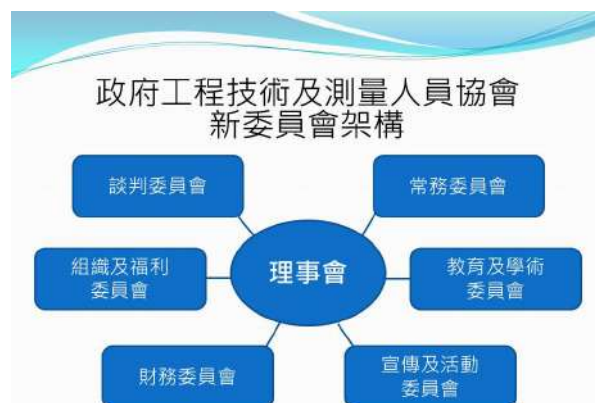 政府工程技術及測量人員協會
新委員會架構
談判委員會
常務委員會
組織及福利
委員會
理事會
教育及學術
委員會
財務委員會
宣傳及活動
委員會